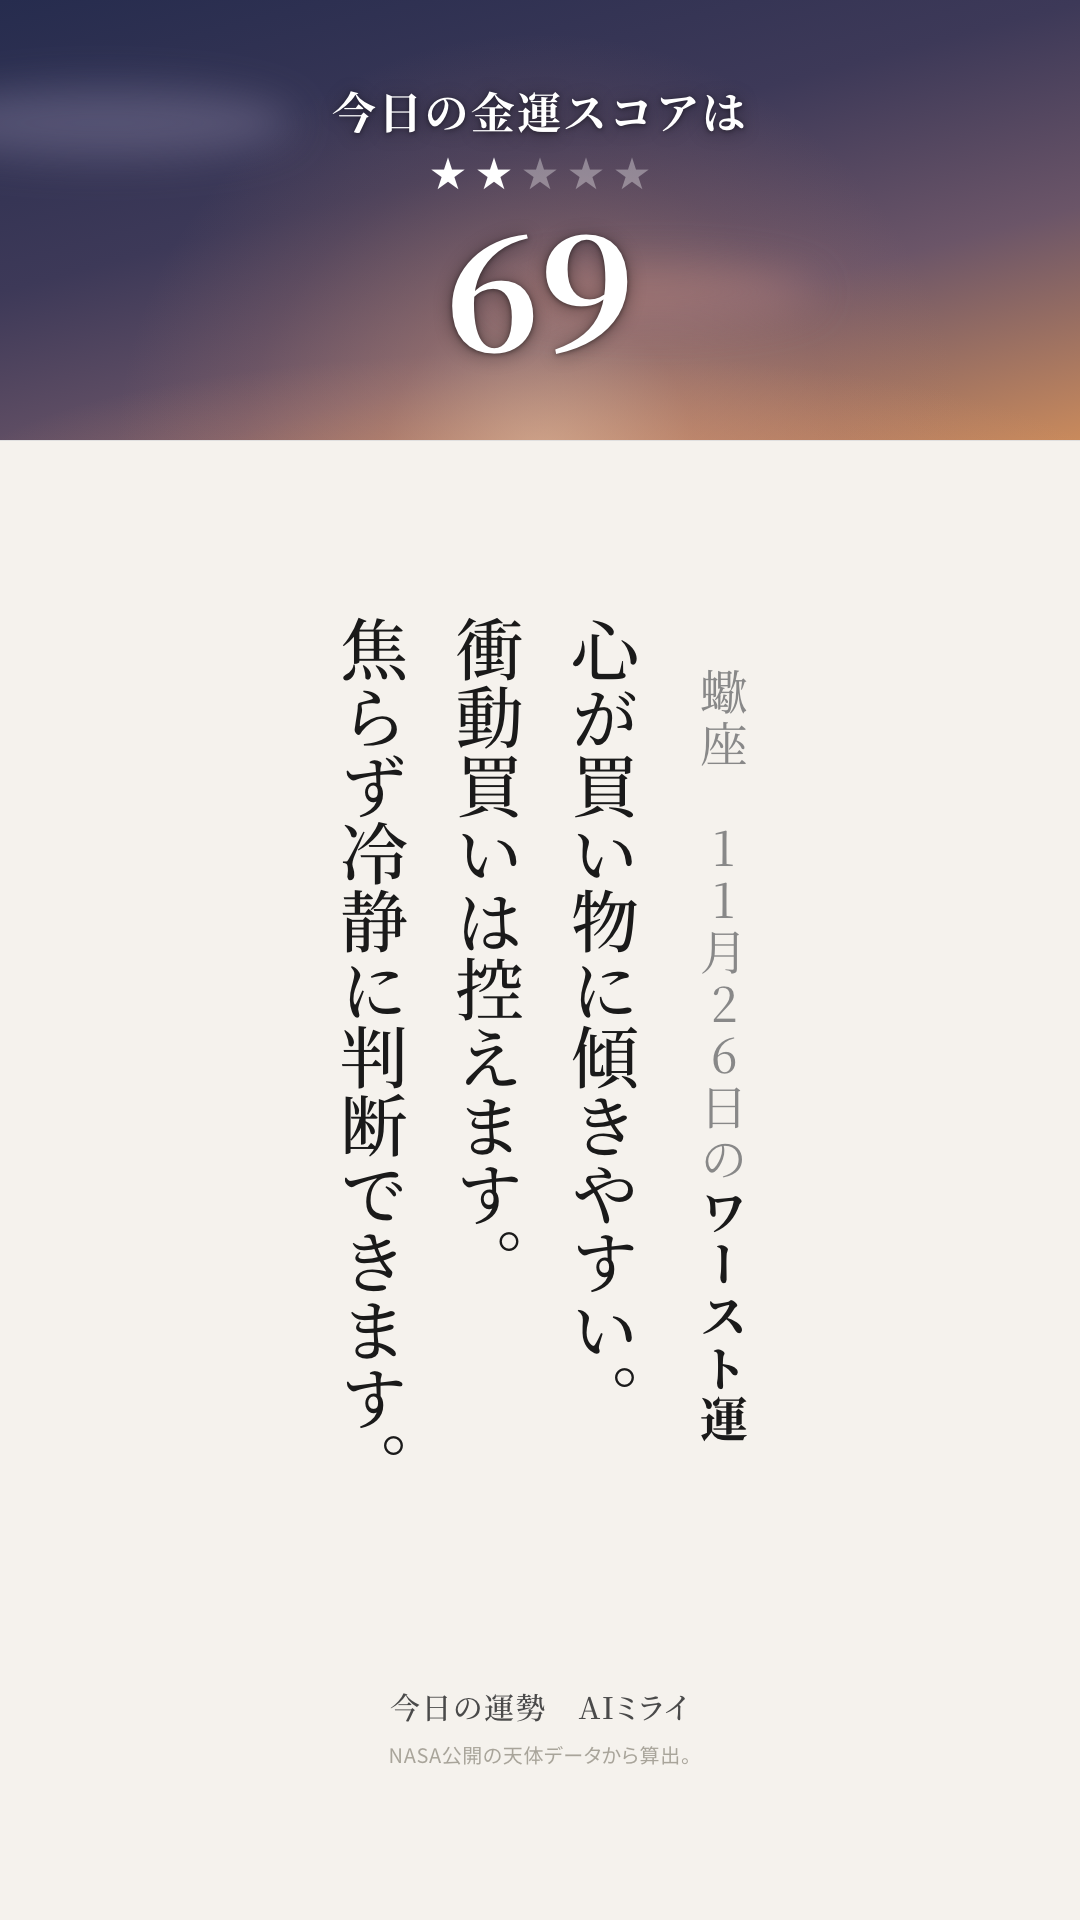 今日の金運スコアは
★★★★★
69
蠍座　11月26日のワースト運
心が買い物に傾きやすい。
衝動買いは控えます。
焦らず冷静に判断できます。
今日の運勢　AIミライ
NASA公開の天体データから算出。